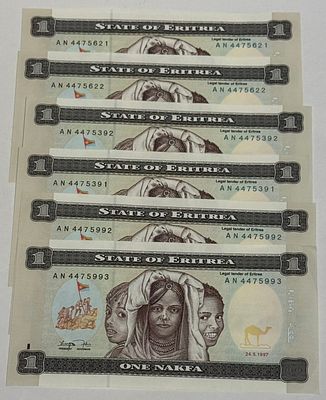 1 STATE OF ERITREA 1
AN 4475621 Legal tender of Eritrea
AN 4475621
1 STATE OF ERITREA 1
AN 4475622 Legal tender of Eritrea
AN 4475622
1 STATE OF ERITREA 1
AN 4475392 Legal tender of Eritrea
AN 4475392
1 STATE OF ERITREA 1
AN 4475391 Legal tender of Eritrea
AN 4475391
1 STATE OF ERITREA 1
AN 4475992 Legal tender of Eritrea
AN 4475992
1 STATE OF ERITREA 1
AN 4475993 Legal tender of Eritrea
AN 4475993
24.5.1997
1 ONE NAKFA